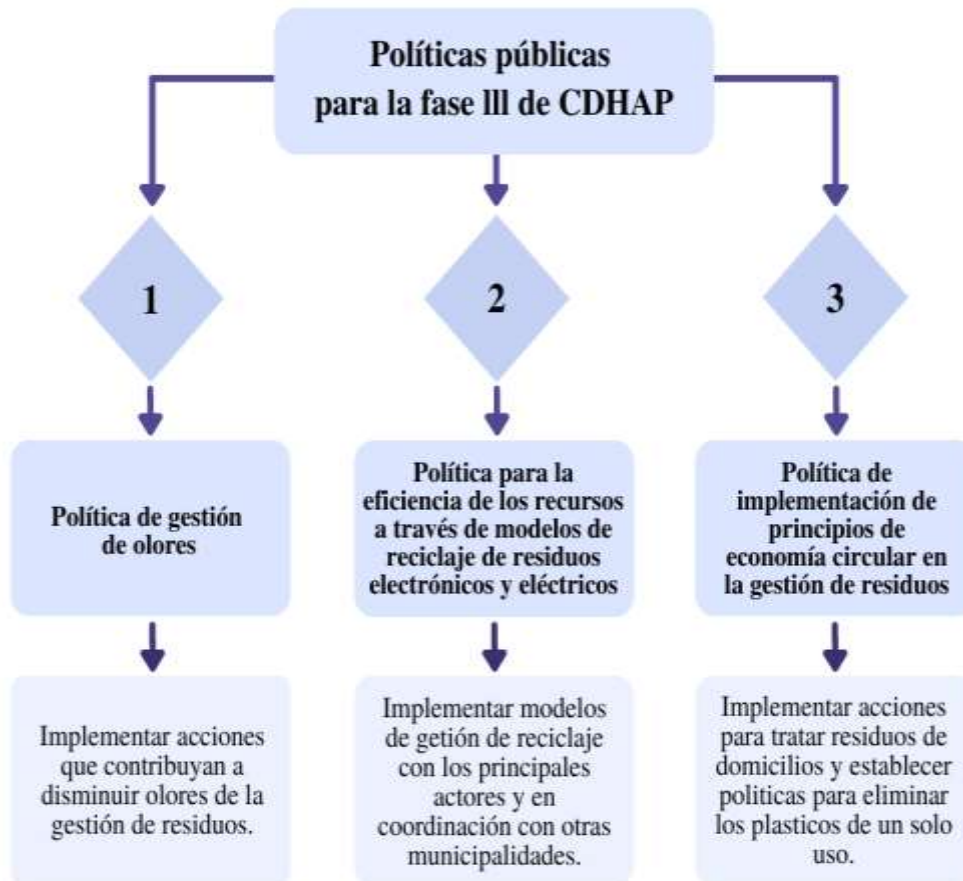 Políticas públicas
para la fase lll de CDHAP
1
2
3
Política de gestión
de olores
Política para la
eficiencia de los recursos
a través de modelos de
reciclaje de residuos
electrónicos y eléctricos
Política de
implementación de
principios de
economía circular en
la gestión de residuos
Implementar acciones
que contribuyan a
disminuir olores de la
gestión de residuos.
Implementar modelos
de getión de reciclaje
con los principales
actores y en
coordinación con otras
municipalidades.
Implementar acciones
para tratar residuos de
domicilios y establecer
politicas para eliminar
los plasticos de un solo
uso.